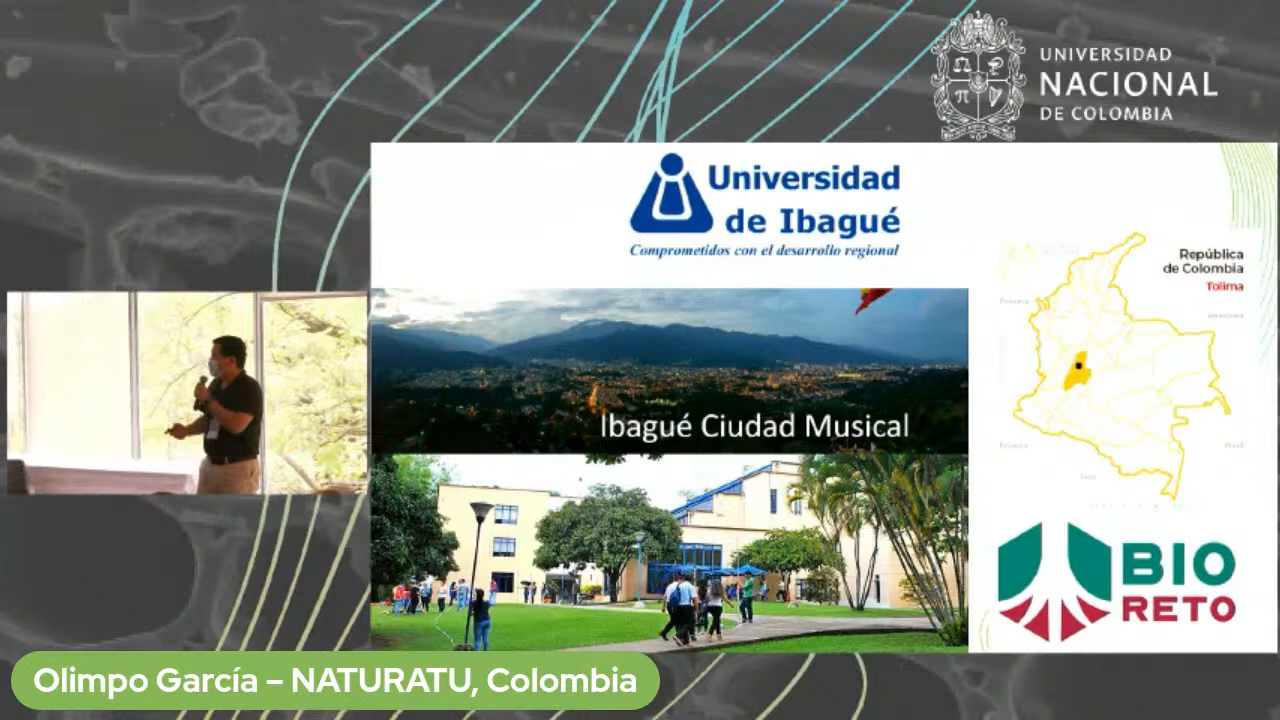 UNIVERSIDAD
NACIONAL
DE COLOMBIA
Universidad
de Ibagué
Comprometidos con el desarrollo regional
República
de Colombia
Tolima
Ibagué Ciudad Musical
BIO
RETO
Olimpo García – NATURATU, Colombia